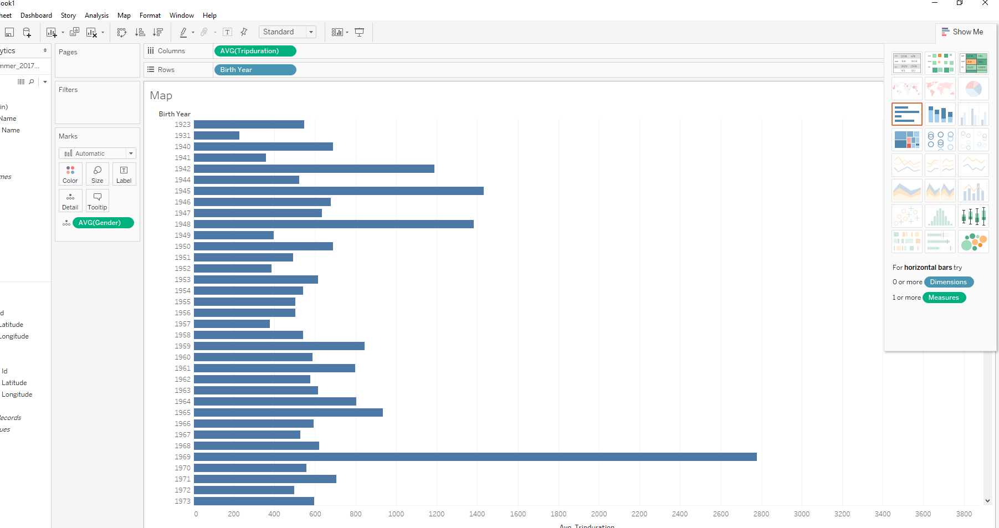 Book1
heet Dashboard Story Analysis Map Format Window Help
Standard
Show Me
ytics
mmer_2017...
in)
Name
Name
mes
d
Latitude
Longitude
Id
Latitude
Longitude
Records
ues
Pages
Filters
Marks
Automatic
Color Size Label
Detail Tooltip
AVG(Gender)
Columns AVG(Tripduration)
Rows Birth Year
Map
Birth Year
1923
1931
1940
1941
1942
1944
1945
1946
1947
1948
1949
1950
1951
1952
1953
1954
1955
1956
1957
1958
1959
1960
1961
1962
1963
1964
1965
1966
1967
1968
1969
1970
1971
1972
1973
0 200 400 600 800 1000 1200 1400 1600 1800 2000 2200 2400 2600 2800 3000 3200 3400 3600 3800
Avg. Tripduration
For horizontal bars try
0 or more Dimensions
1 or more Measures